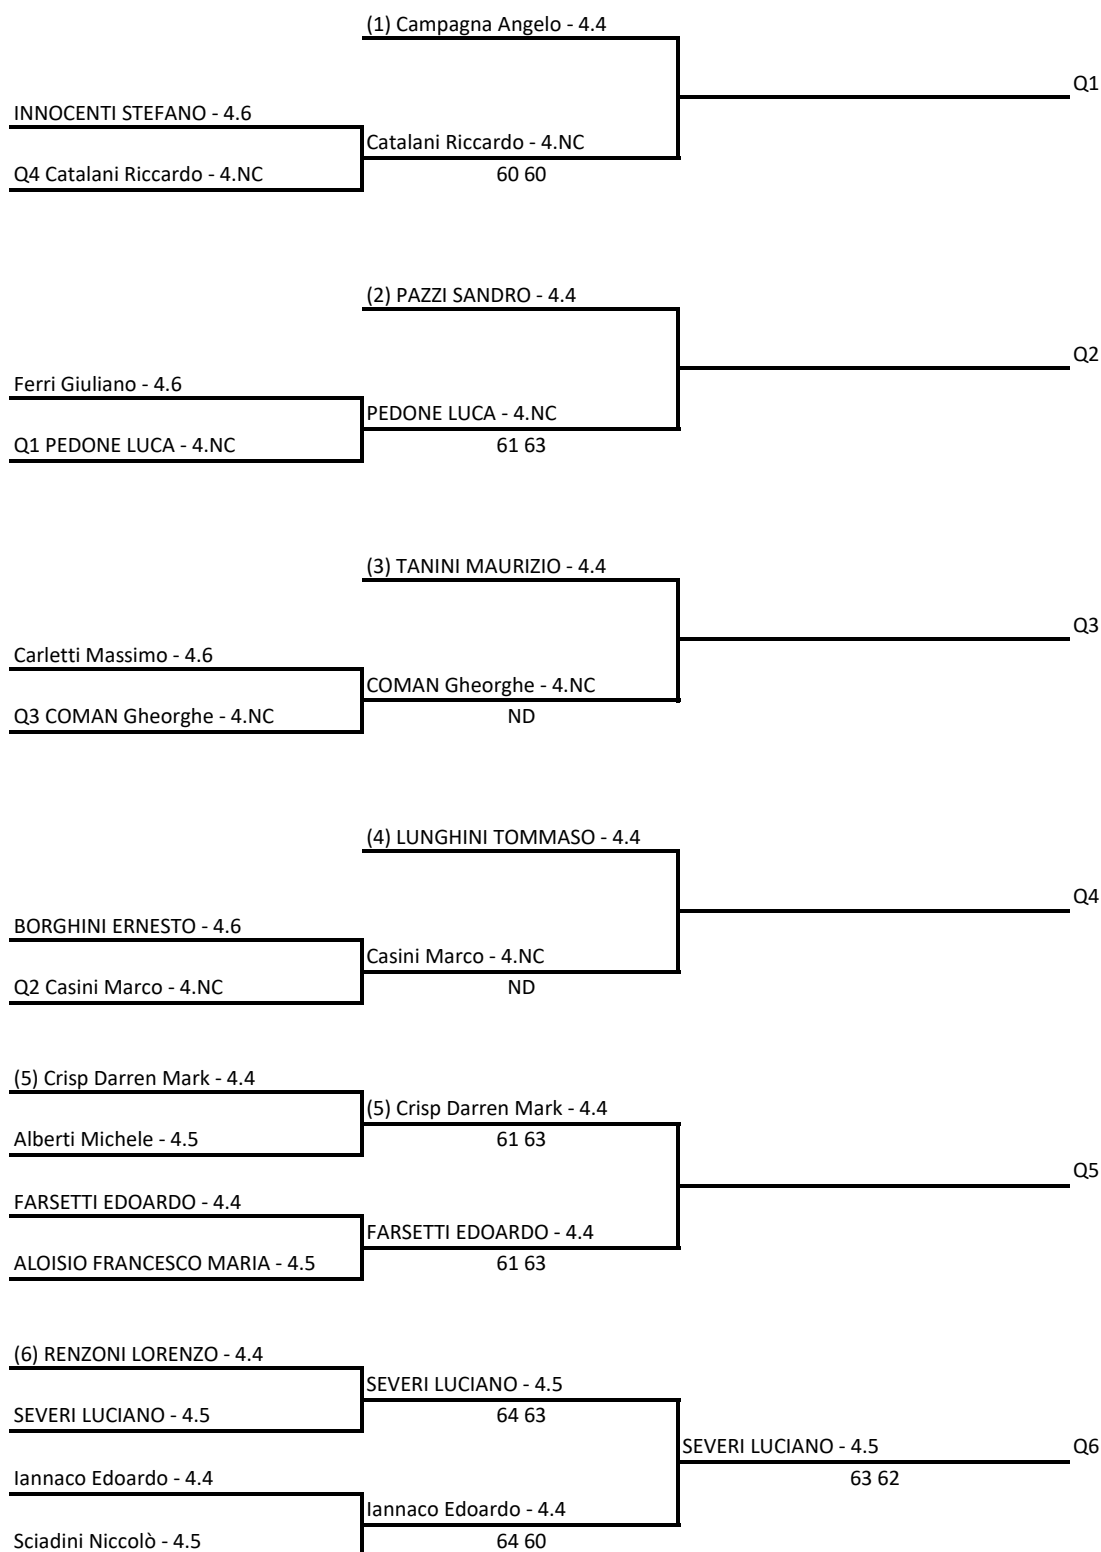 (1) Campagna Angelo - 4.4
Q1
INNOCENTI STEFANO - 4.6
Catalani Riccardo - 4.NC
Q4 Catalani Riccardo - 4.NC
60 60
(2) PAZZI SANDRO - 4.4
Q2
Ferri Giuliano - 4.6
PEDONE LUCA - 4.NC
Q1 PEDONE LUCA - 4.NC
61 63
(3) TANINI MAURIZIO - 4.4
Q3
Carletti Massimo - 4.6
COMAN Gheorghe - 4.NC
Q3 COMAN Gheorghe - 4.NC
ND
(4) LUNGHINI TOMMASO - 4.4
Q4
BORGHINI ERNESTO - 4.6
Casini Marco - 4.NC
Q2 Casini Marco - 4.NC
ND
(5) Crisp Darren Mark - 4.4
(5) Crisp Darren Mark - 4.4
Alberti Michele - 4.5
61 63
Q5
FARSETTI EDOARDO - 4.4
FARSETTI EDOARDO - 4.4
ALOISIO FRANCESCO MARIA - 4.5
61 63
(6) RENZONI LORENZO - 4.4
SEVERI LUCIANO - 4.5
SEVERI LUCIANO - 4.5
64 63
SEVERI LUCIANO - 4.5
Q6
Iannaco Edoardo - 4.4
63 62
Iannaco Edoardo - 4.4
Sciadini Niccolò - 4.5
64 60